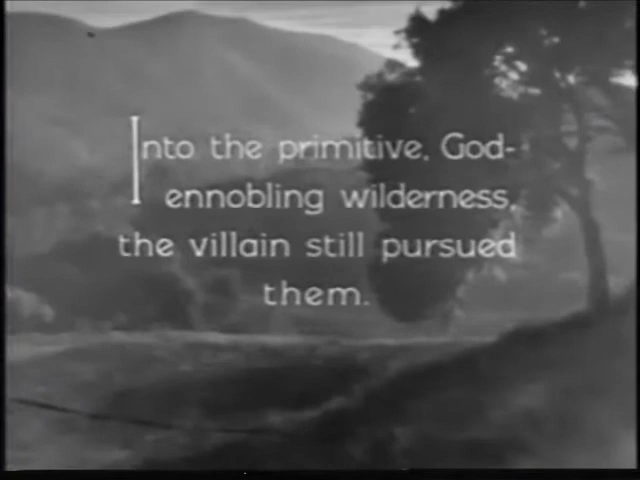 Into the primitive, God-
ennobling wilderness,
the villain still pursued
them.